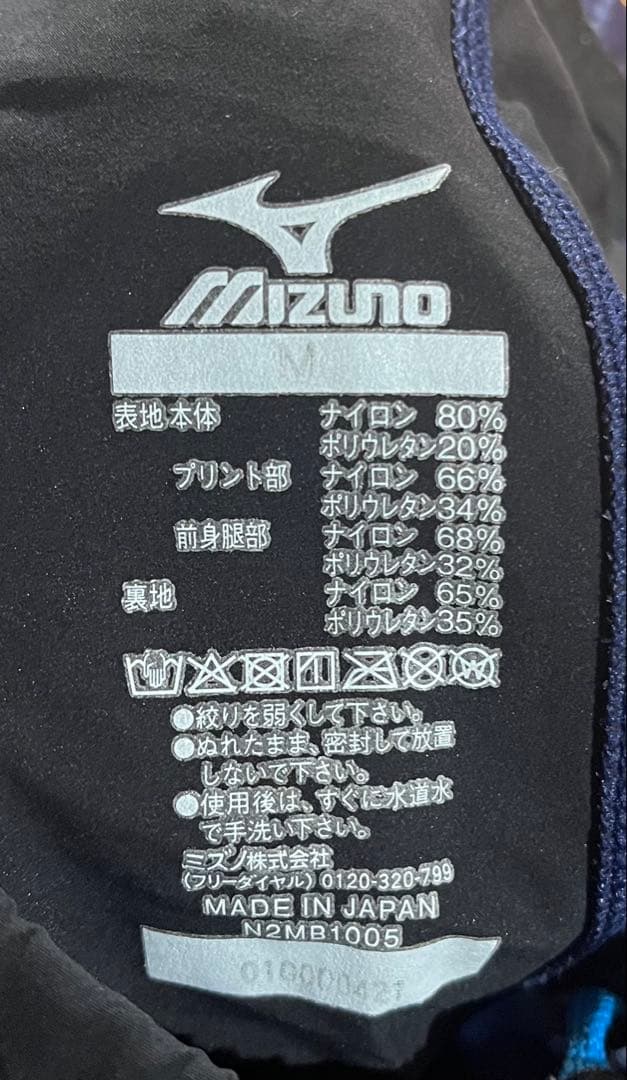 MIZUNO
M
表地 本体 ナイロン 80%
ポリウレタン20%
プリント部 ナイロン 66%
ポリウレタン34%
前身腿部 ナイロン 68%
ポリウレタン32%
裏地 ナイロン 65%
ポリウレタン35%
W
●絞りを弱くして下さい。
●ぬれたまま、密封して放置
しないで下さい。
●使用後は、すぐに水道水
で手洗い下さい。
ミズノ株式会社
(フリーダイヤル) 0120-320-799
MADE IN JAPAN
N2MB1005